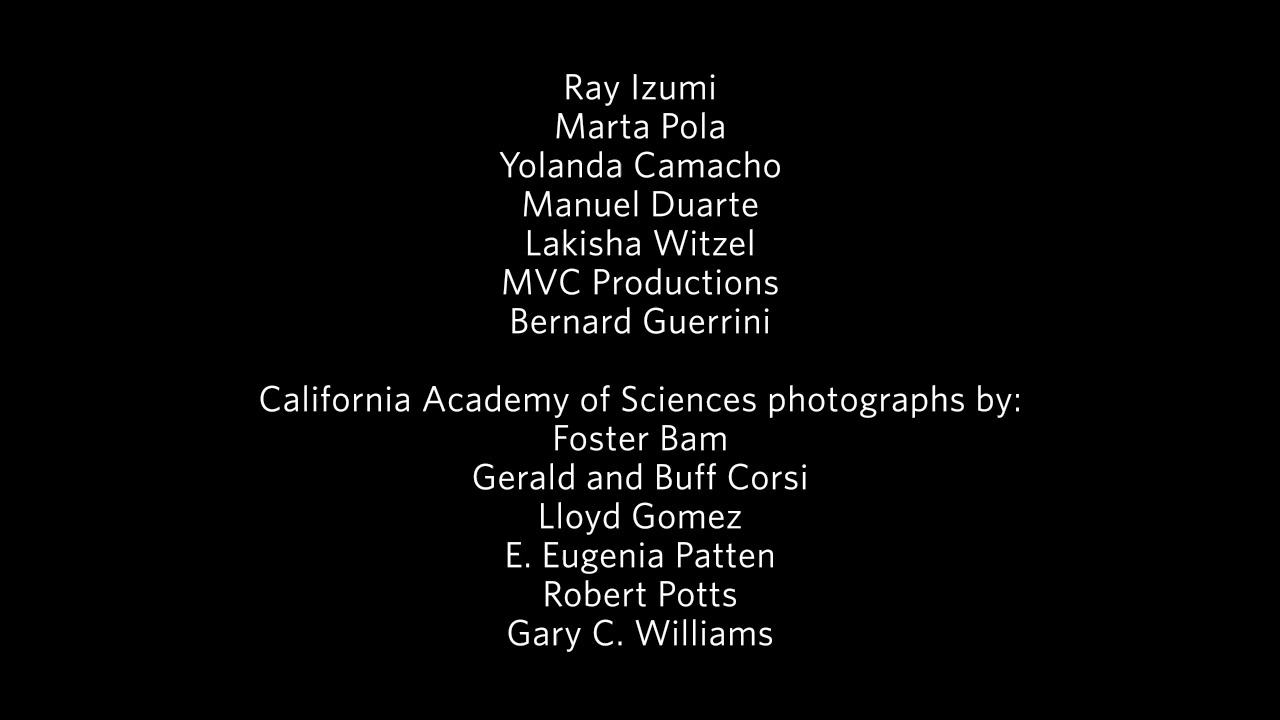 Ray Izumi
Marta Pola
Yolanda Camacho
Manuel Duarte
Lakisha Witzel
MVC Productions
Bernard Guerrini
California Academy of Sciences photographs by:
Foster Bam
Gerald and Buff Corsi
Lloyd Gomez
E. Eugenia Patten
Robert Potts
Gary C. Williams